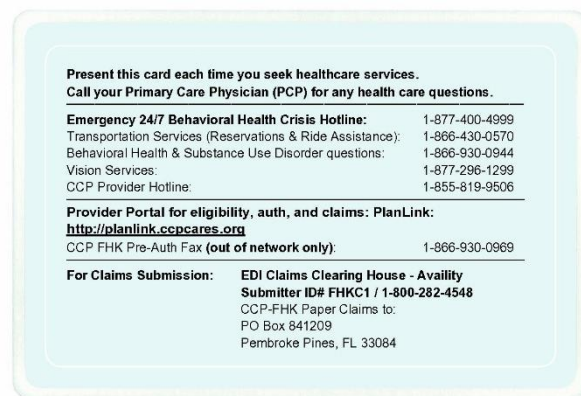 Present this card each time you seek healthcare services.
Call your Primary Care Physician (PCP) for any health care questions.
Emergency 24/7 Behavioral Health Crisis Hotline: 1-877-400-4999
Transportation Services (Reservations & Ride Assistance): 1-866-430-0570
Behavioral Health & Substance Use Disorder questions: 1-866-930-0944
Vision Services: 1-877-296-1299
CCP Provider Hotline: 1-855-819-9506
Provider Portal for eligibility, auth, and claims: PlanLink:
http://planlink.ccpcares.org
CCP FHK Pre-Auth Fax (out of network only): 1-866-930-0969
For Claims Submission: EDI Claims Clearing House - Availity
Submitter ID# FHKC1 / 1-800-282-4548
CCP-FHK Paper Claims to:
PO Box 841209
Pembroke Pines, FL 33084